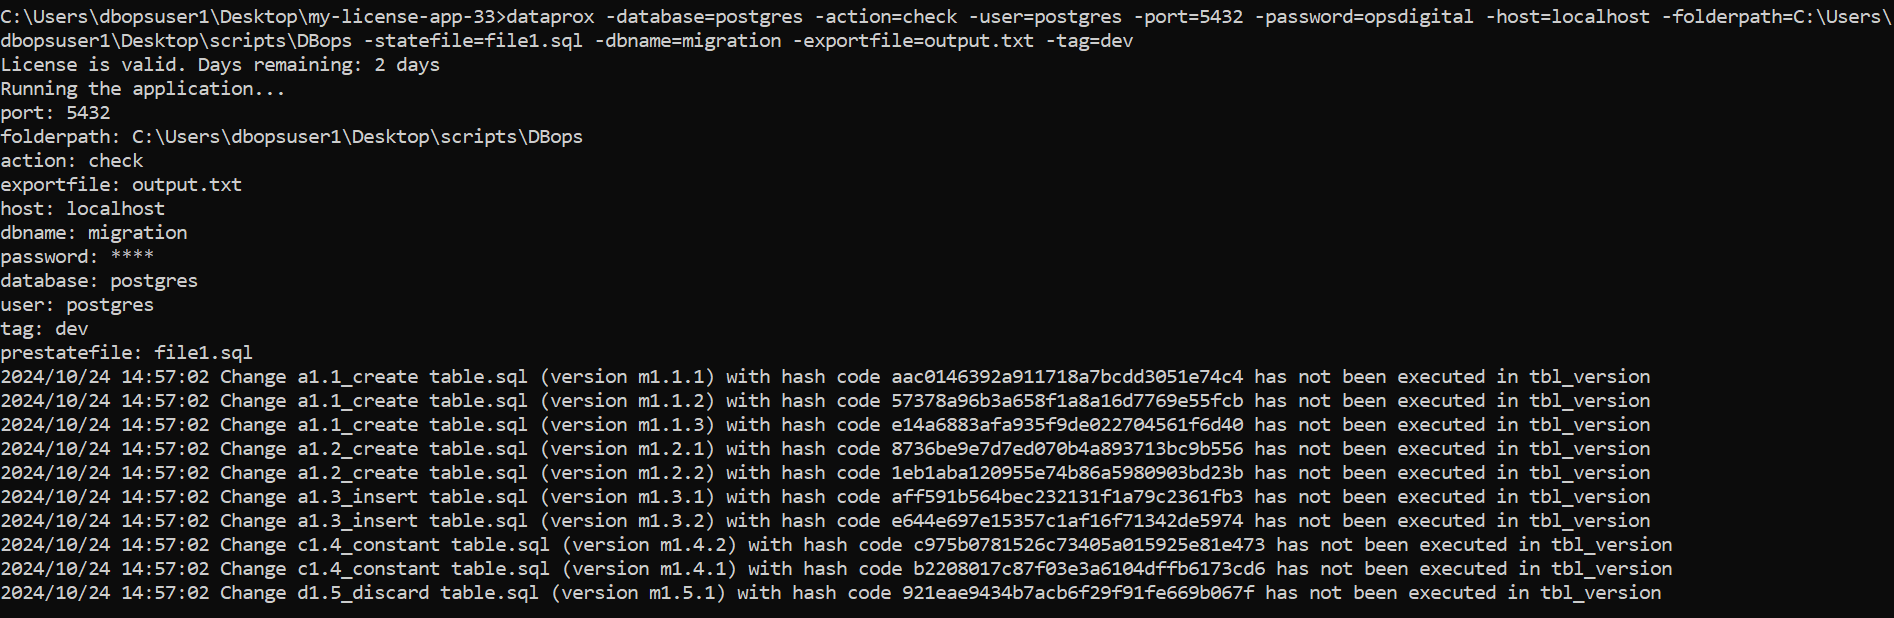 C:\Users\dbopsuser1\Desktop\my-license-app-33>dataprox -database=postgres -action=check -user=postgres -port=5432 -password=opsdigital -host=localhost -folderpath=C:\Users\
dbopsuser1\Desktop\scripts\DBops -statefile=file1.sql -dbname=migration -exportfile=output.txt -tag=dev
License is valid. Days remaining: 2 days
Running the application...
port: 5432
folderpath: C:\Users\dbopsuser1\Desktop\scripts\DBops
action: check
exportfile: output.txt
host: localhost
dbname: migration
password: ****
database: postgres
user: postgres
tag: dev
prestatefile: file1.sql
2024/10/24 14:57:02 Change a1.1_create table.sql (version m1.1.1) with hash code aac0146392a911718a7bcdd3051e74c4 has not been executed in tbl_version
2024/10/24 14:57:02 Change a1.1_create table.sql (version m1.1.2) with hash code 57378a96b3a658f1a8a16d7769e55fcb has not been executed in tbl_version
2024/10/24 14:57:02 Change a1.1_create table.sql (version m1.1.3) with hash code e14a6883afa935f9de022704561f6d40 has not been executed in tbl_version
2024/10/24 14:57:02 Change a1.2_create table.sql (version m1.2.1) with hash code 8736be9e7d7ed070b4a893713bc9b556 has not been executed in tbl_version
2024/10/24 14:57:02 Change a1.2_create table.sql (version m1.2.2) with hash code 1eb1aba120955e74b86a5980903bd23b has not been executed in tbl_version
2024/10/24 14:57:02 Change a1.3_insert table.sql (version m1.3.1) with hash code aff591b564bec232131f1a79c2361fb3 has not been executed in tbl_version
2024/10/24 14:57:02 Change a1.3_insert table.sql (version m1.3.2) with hash code e644e697e15357c1af16f71342de5974 has not been executed in tbl_version
2024/10/24 14:57:02 Change c1.4_constant table.sql (version m1.4.2) with hash code c975b0781526c73405a015925e81e473 has not been executed in tbl_version
2024/10/24 14:57:02 Change c1.4_constant table.sql (version m1.4.1) with hash code b2208017c87f03e3a6104dffb6173cd6 has not been executed in tbl_version
2024/10/24 14:57:02 Change d1.5_discard table.sql (version m1.5.1) with hash code 921eae9434b7acb6f29f91fe669b067f has not been executed in tbl_version